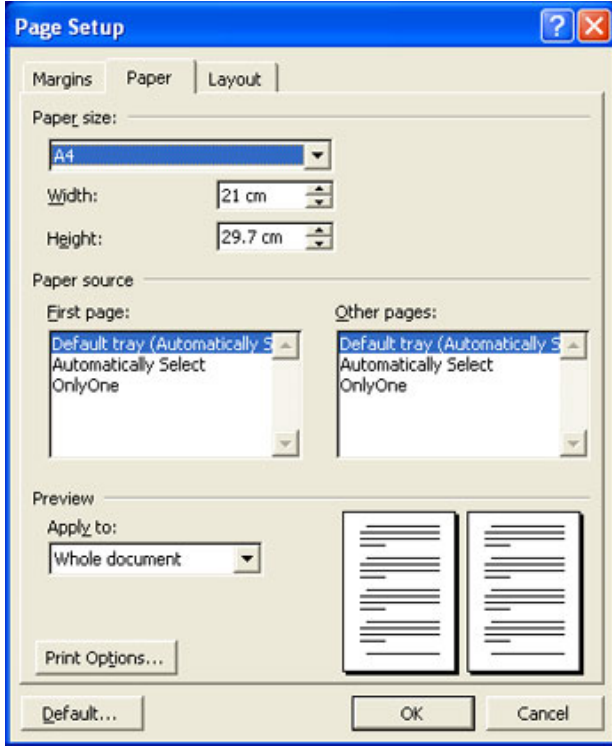 Page Setup
Margins Paper Layout
Paper size:
A4
Width: 21 cm
Height: 29.7 cm
Paper source
First page: Other pages:
Default tray (Automatically S Default tray (Automatically S
Automatically Select Automatically Select
OnlyOne OnlyOne
Preview
Apply to:
Whole document
Print Options...
Default... OK Cancel